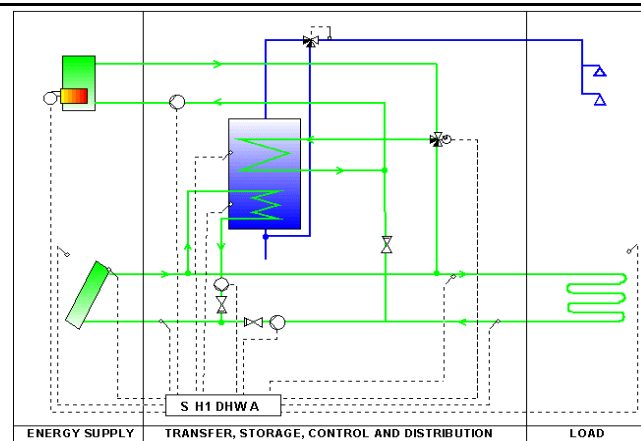 S H1 DHW A
ENERGY SUPPLY
TRANSFER, STORAGE, CONTROL AND DISTRIBUTION
LOAD